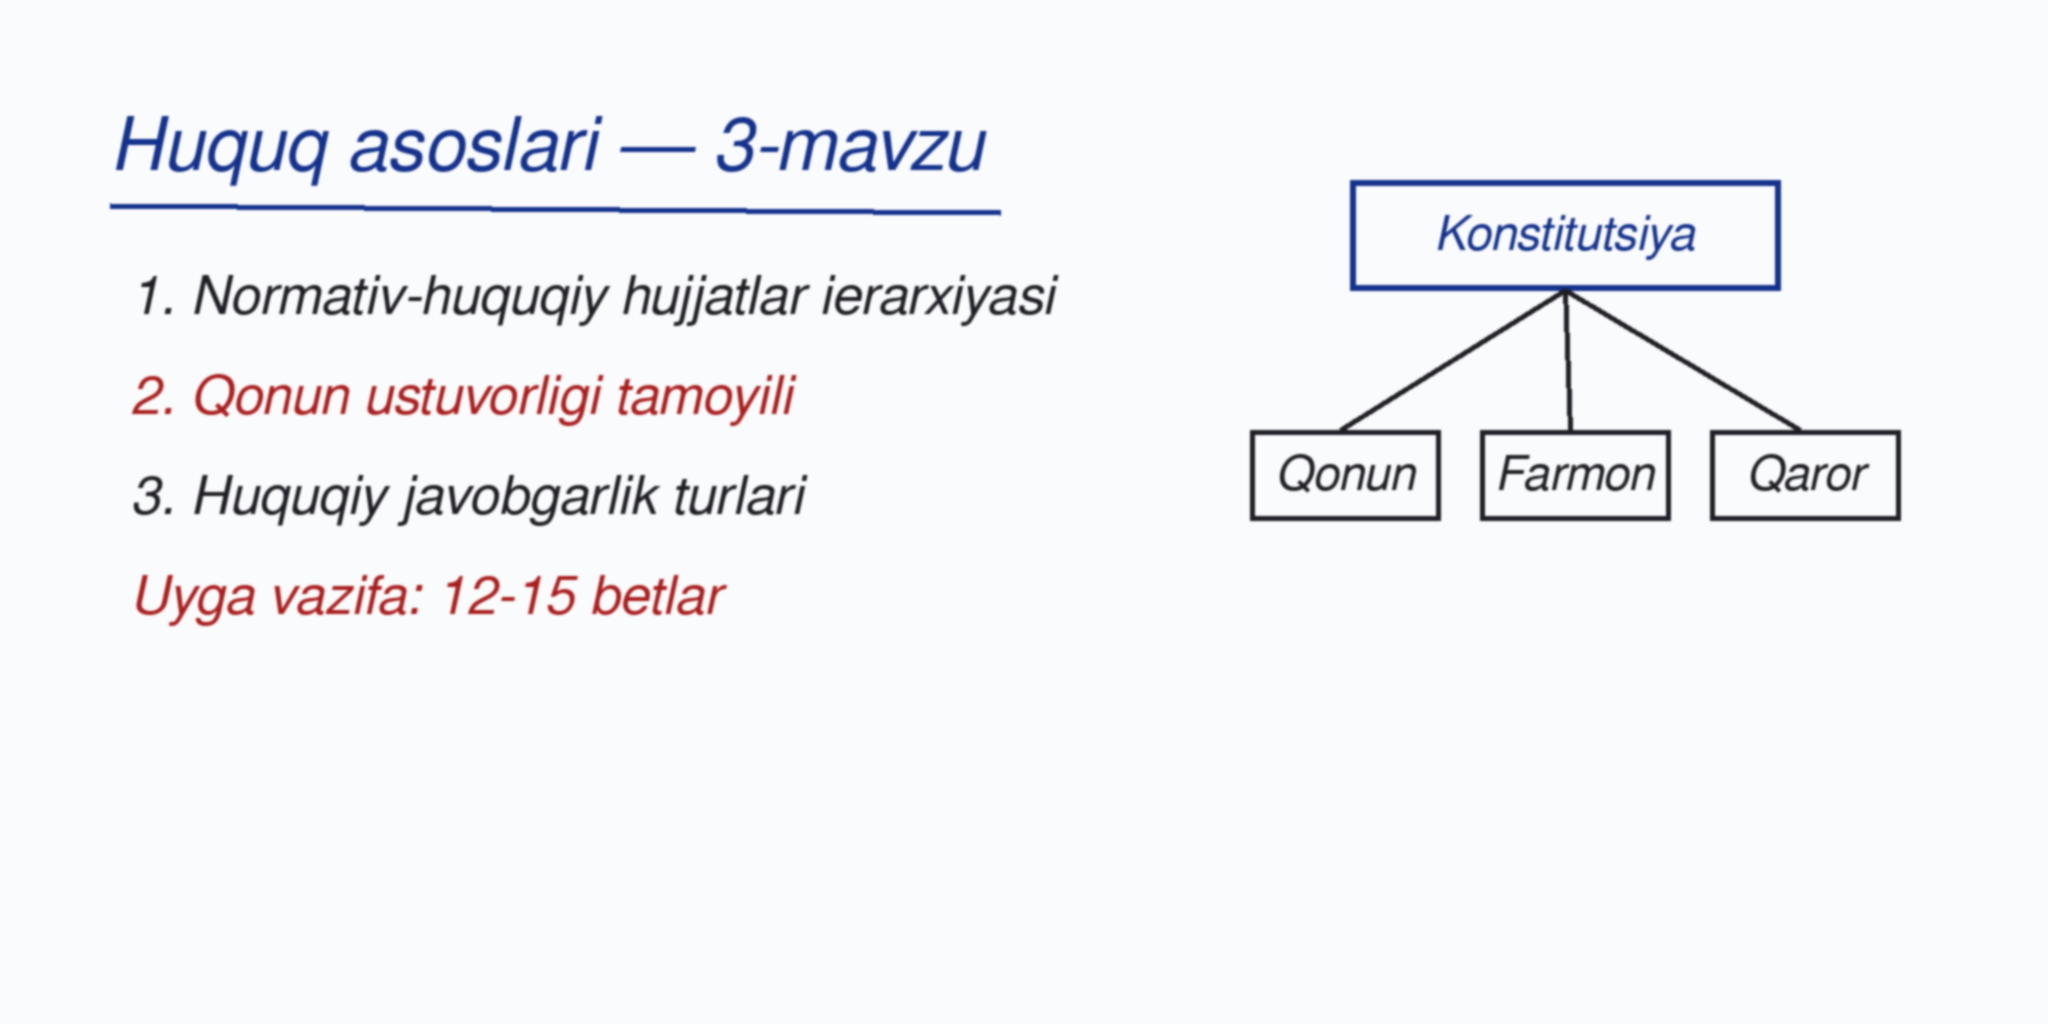 Huquq asoslari — 3-mavzu
1. Normativ-huquqiy hujjatlar ierarxiyasi
2. Qonun ustuvorligi tamoyili
3. Huquqiy javobgarlik turlari
Uyga vazifa: 12-15 betlar
Konstitutsiya
Qonun
Farmon
Qaror